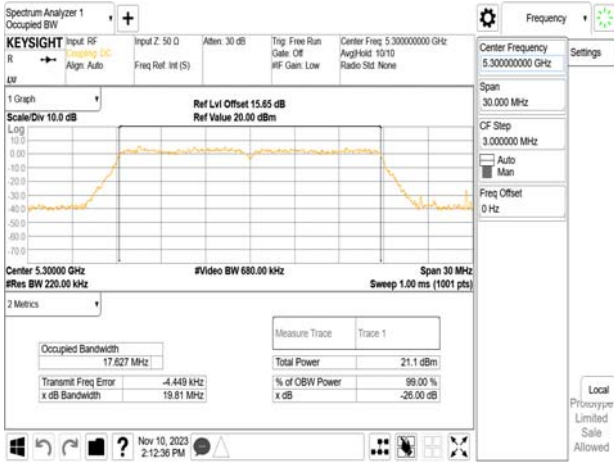 Spectrum Analyzer 1
Occupied BW
+
Frequency
KEYSIGHT
R
LXI
Input: RF
Coupling: DC
Align: Auto
Input Z: 50 Ω
Freq Ref: Int (S)
Atten: 30 dB
Trig: Free Run
Gate: Off
#IF Gain: Low
Center Freq: 5.300000000 GHz
Avg|Hold: 10/10
Radio Std: None
1 Graph
Scale/Div 10.0 dB
Ref Lvl Offset 15.65 dB
Ref Value 20.00 dBm
Log
10.0
0.00
-10.0
-20.0
-30.0
-40.0
-50.0
-60.0
-70.0
Center 5.30000 GHz
#Res BW 220.00 kHz
#Video BW 680.00 kHz
Span 30 MHz
Sweep 1.00 ms (1001 pts)
2 Metrics
Measure Trace
Trace 1
Occupied Bandwidth
17.627 MHz
Total Power
21.1 dBm
Transmit Freq Error
-4.449 kHz
% of OBW Power
99.00 %
x dB Bandwidth
19.81 MHz
x dB
-26.00 dB
Center Frequency
5.300000000 GHz
Settings
Span
30.000 MHz
CF Step
3.000000 MHz
Auto
Man
Freq Offset
0 Hz
Local
Prototype
Limited
Sale
Allowed
?
Nov 10, 2023
2:12:36 PM